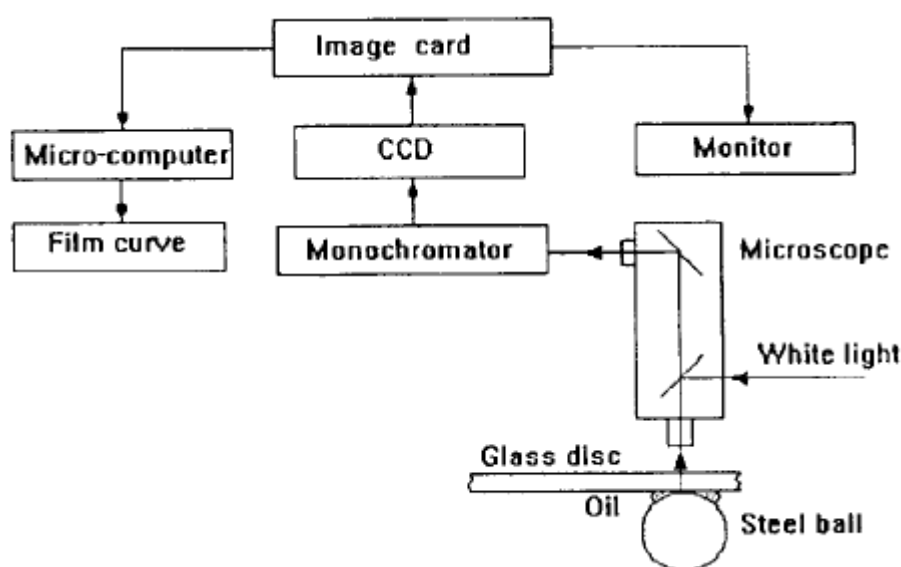 Image card
Micro-computer
CCD
Monitor
Film curve
Monochromator
Microscope
White light
Glass disc
Oil
Steel ball